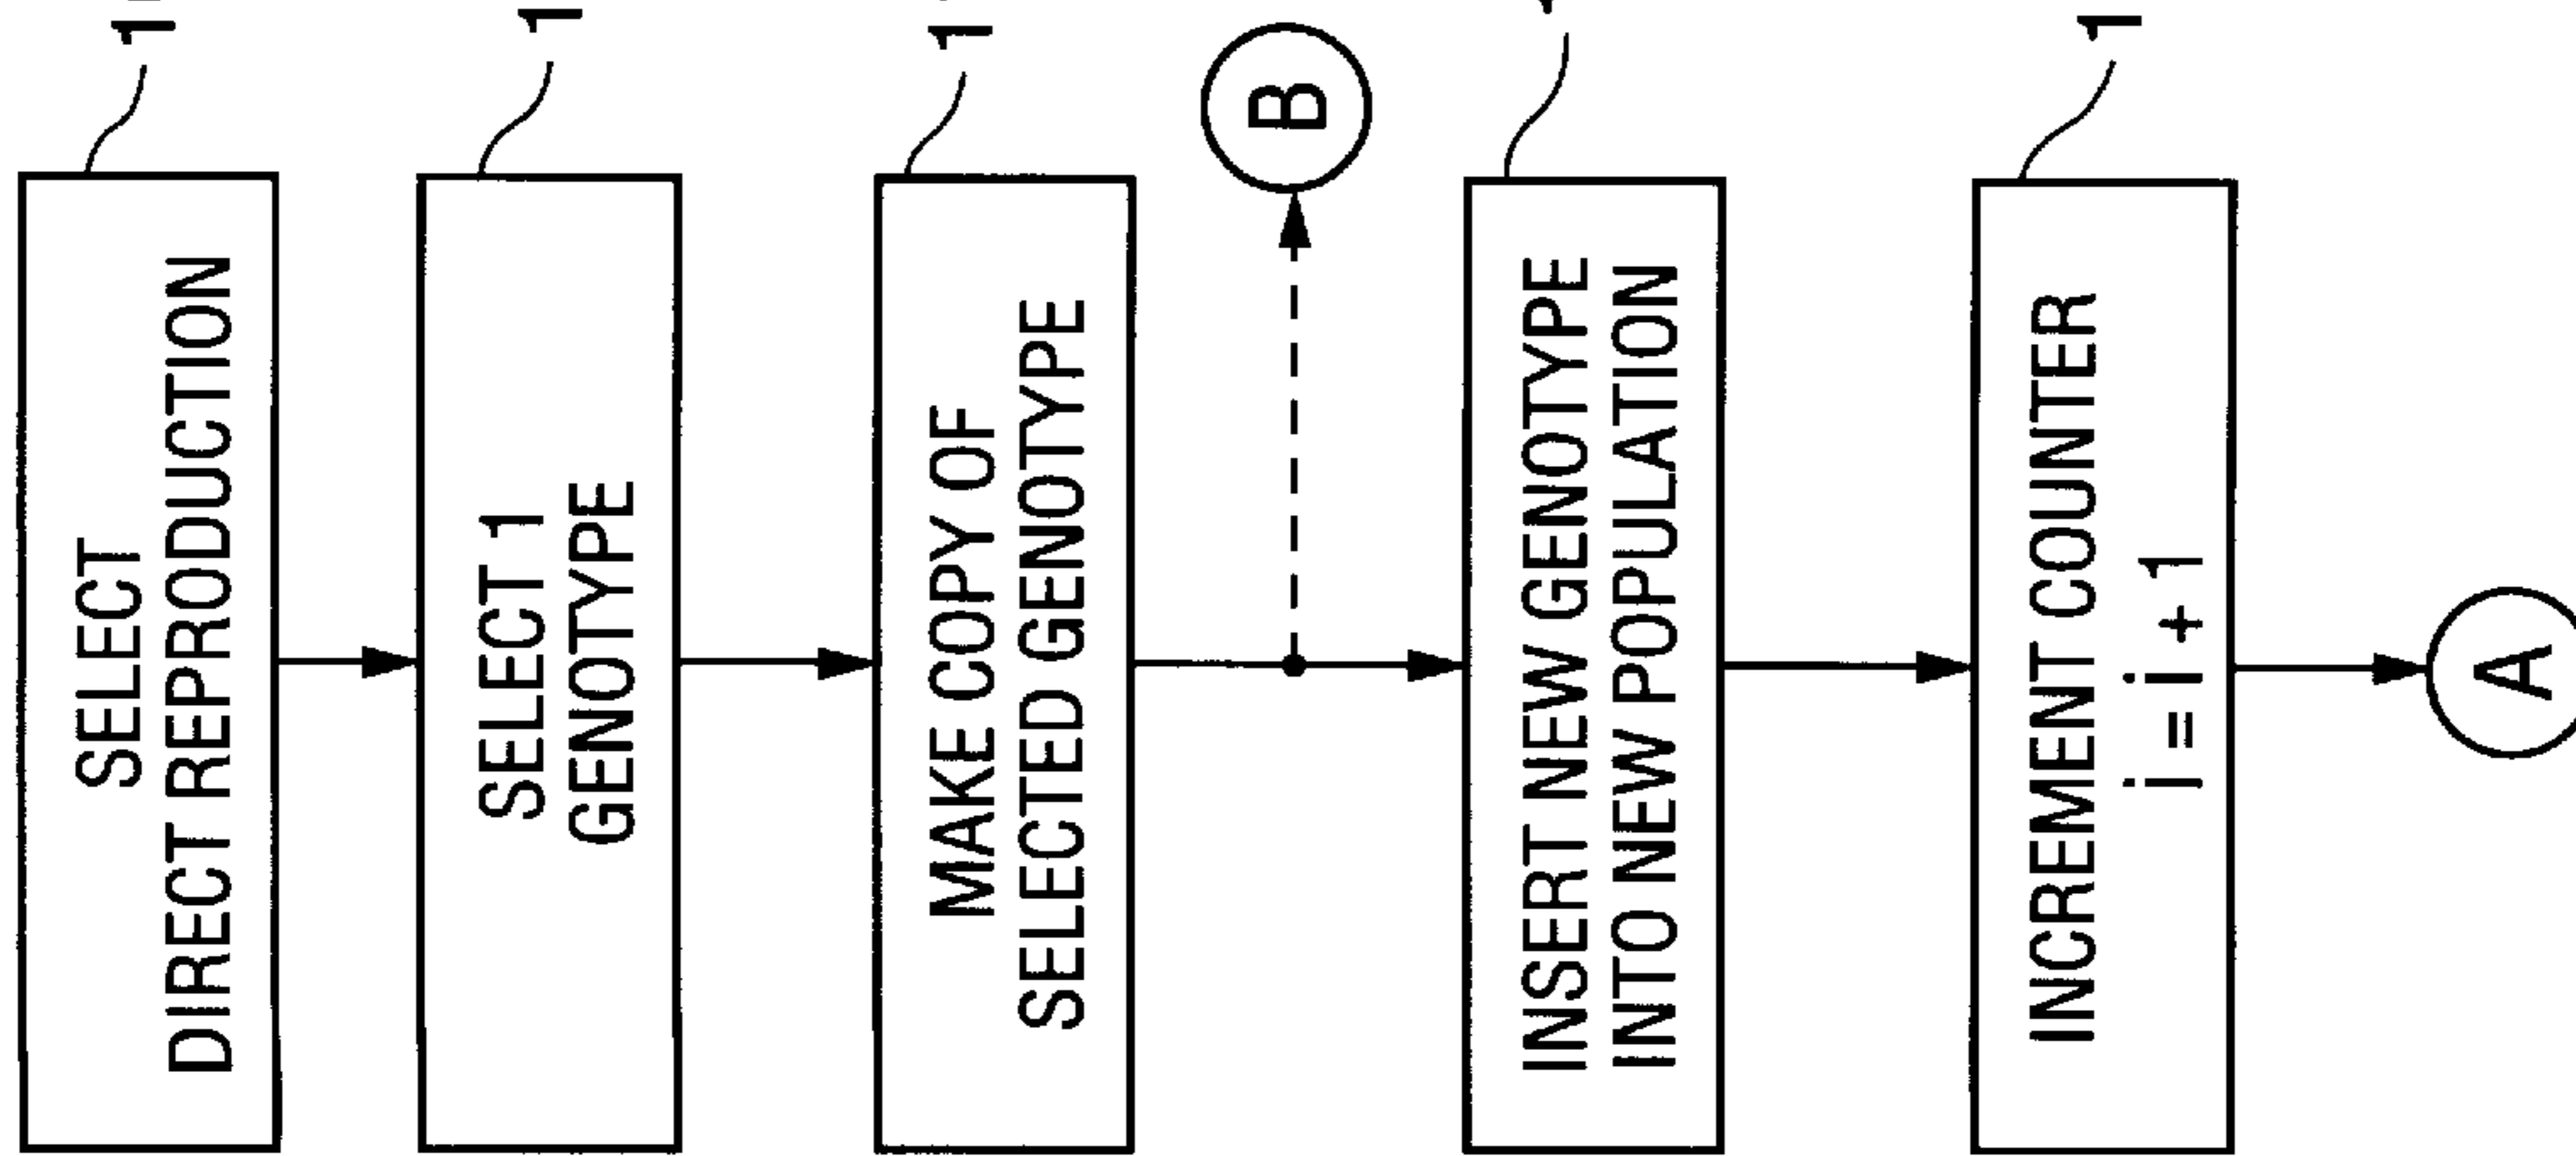 SELECT
DIRECT REPRODUCTION
SELECT 1
GENOTYPE
MAKE COPY OF
SELECTED GENOTYPE
B
INSERT NEW GENOTYPE
INTO NEW POPULATION
INCREMENT COUNTER
i = i + 1
A